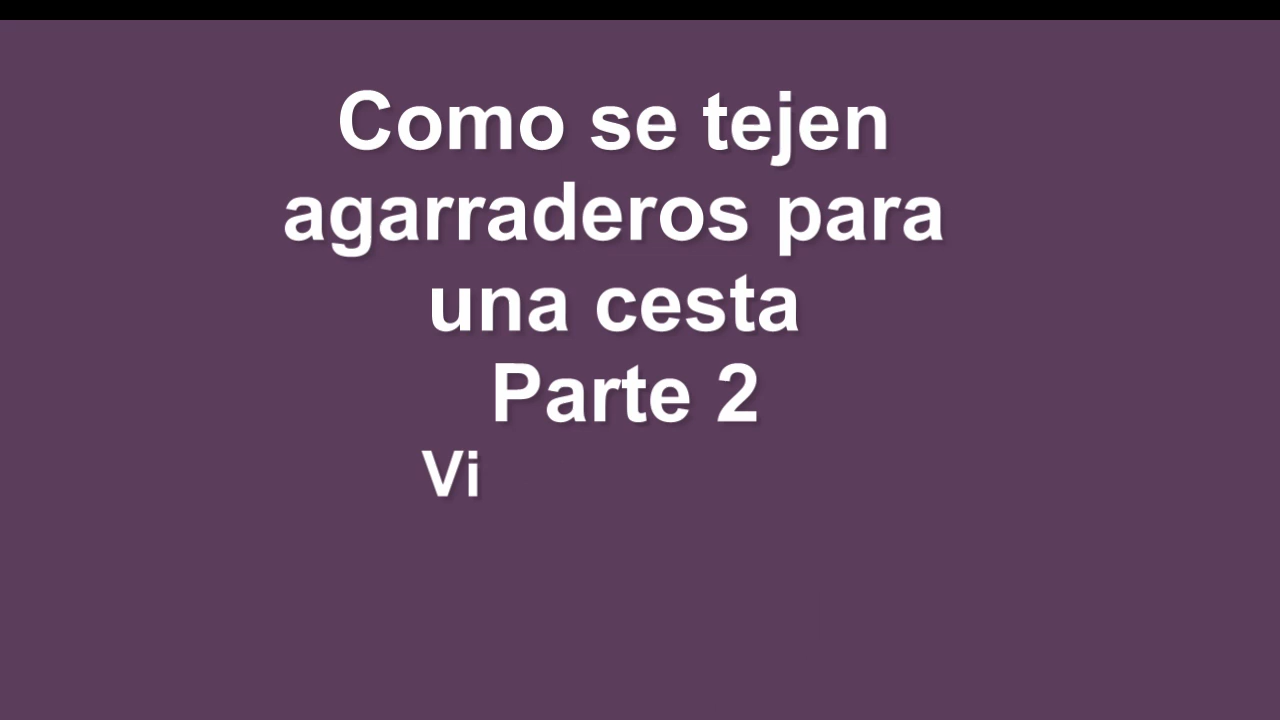 Como se tejen
agarraderos para
una cesta
Parte 2
Vi